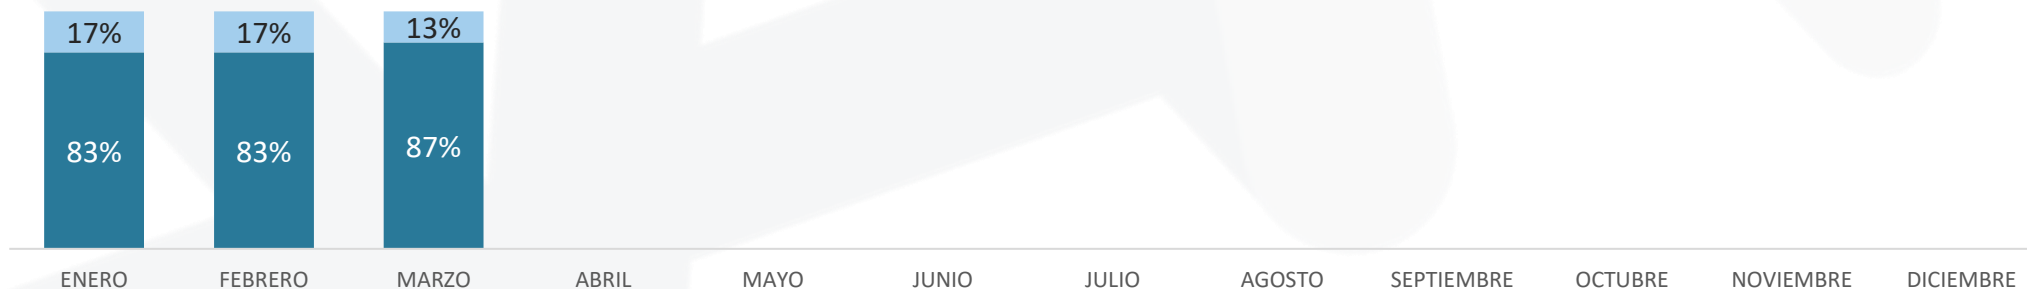 17% 17% 13%
83% 83% 87%
ENERO FEBRERO MARZO ABRIL MAYO JUNIO JULIO AGOSTO SEPTIEMBRE OCTUBRE NOVIEMBRE DICIEMBRE